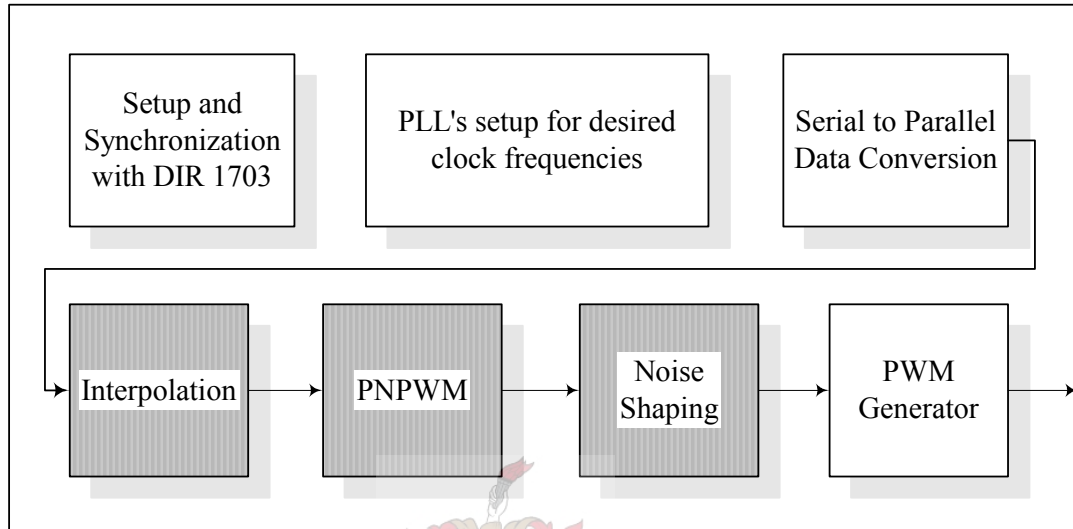 Setup and
Synchronization
with DIR 1703
PLL's setup for desired
clock frequencies
Serial to Parallel
Data Conversion
Interpolation
PNPWM
Noise
Shaping
PWM
Generator